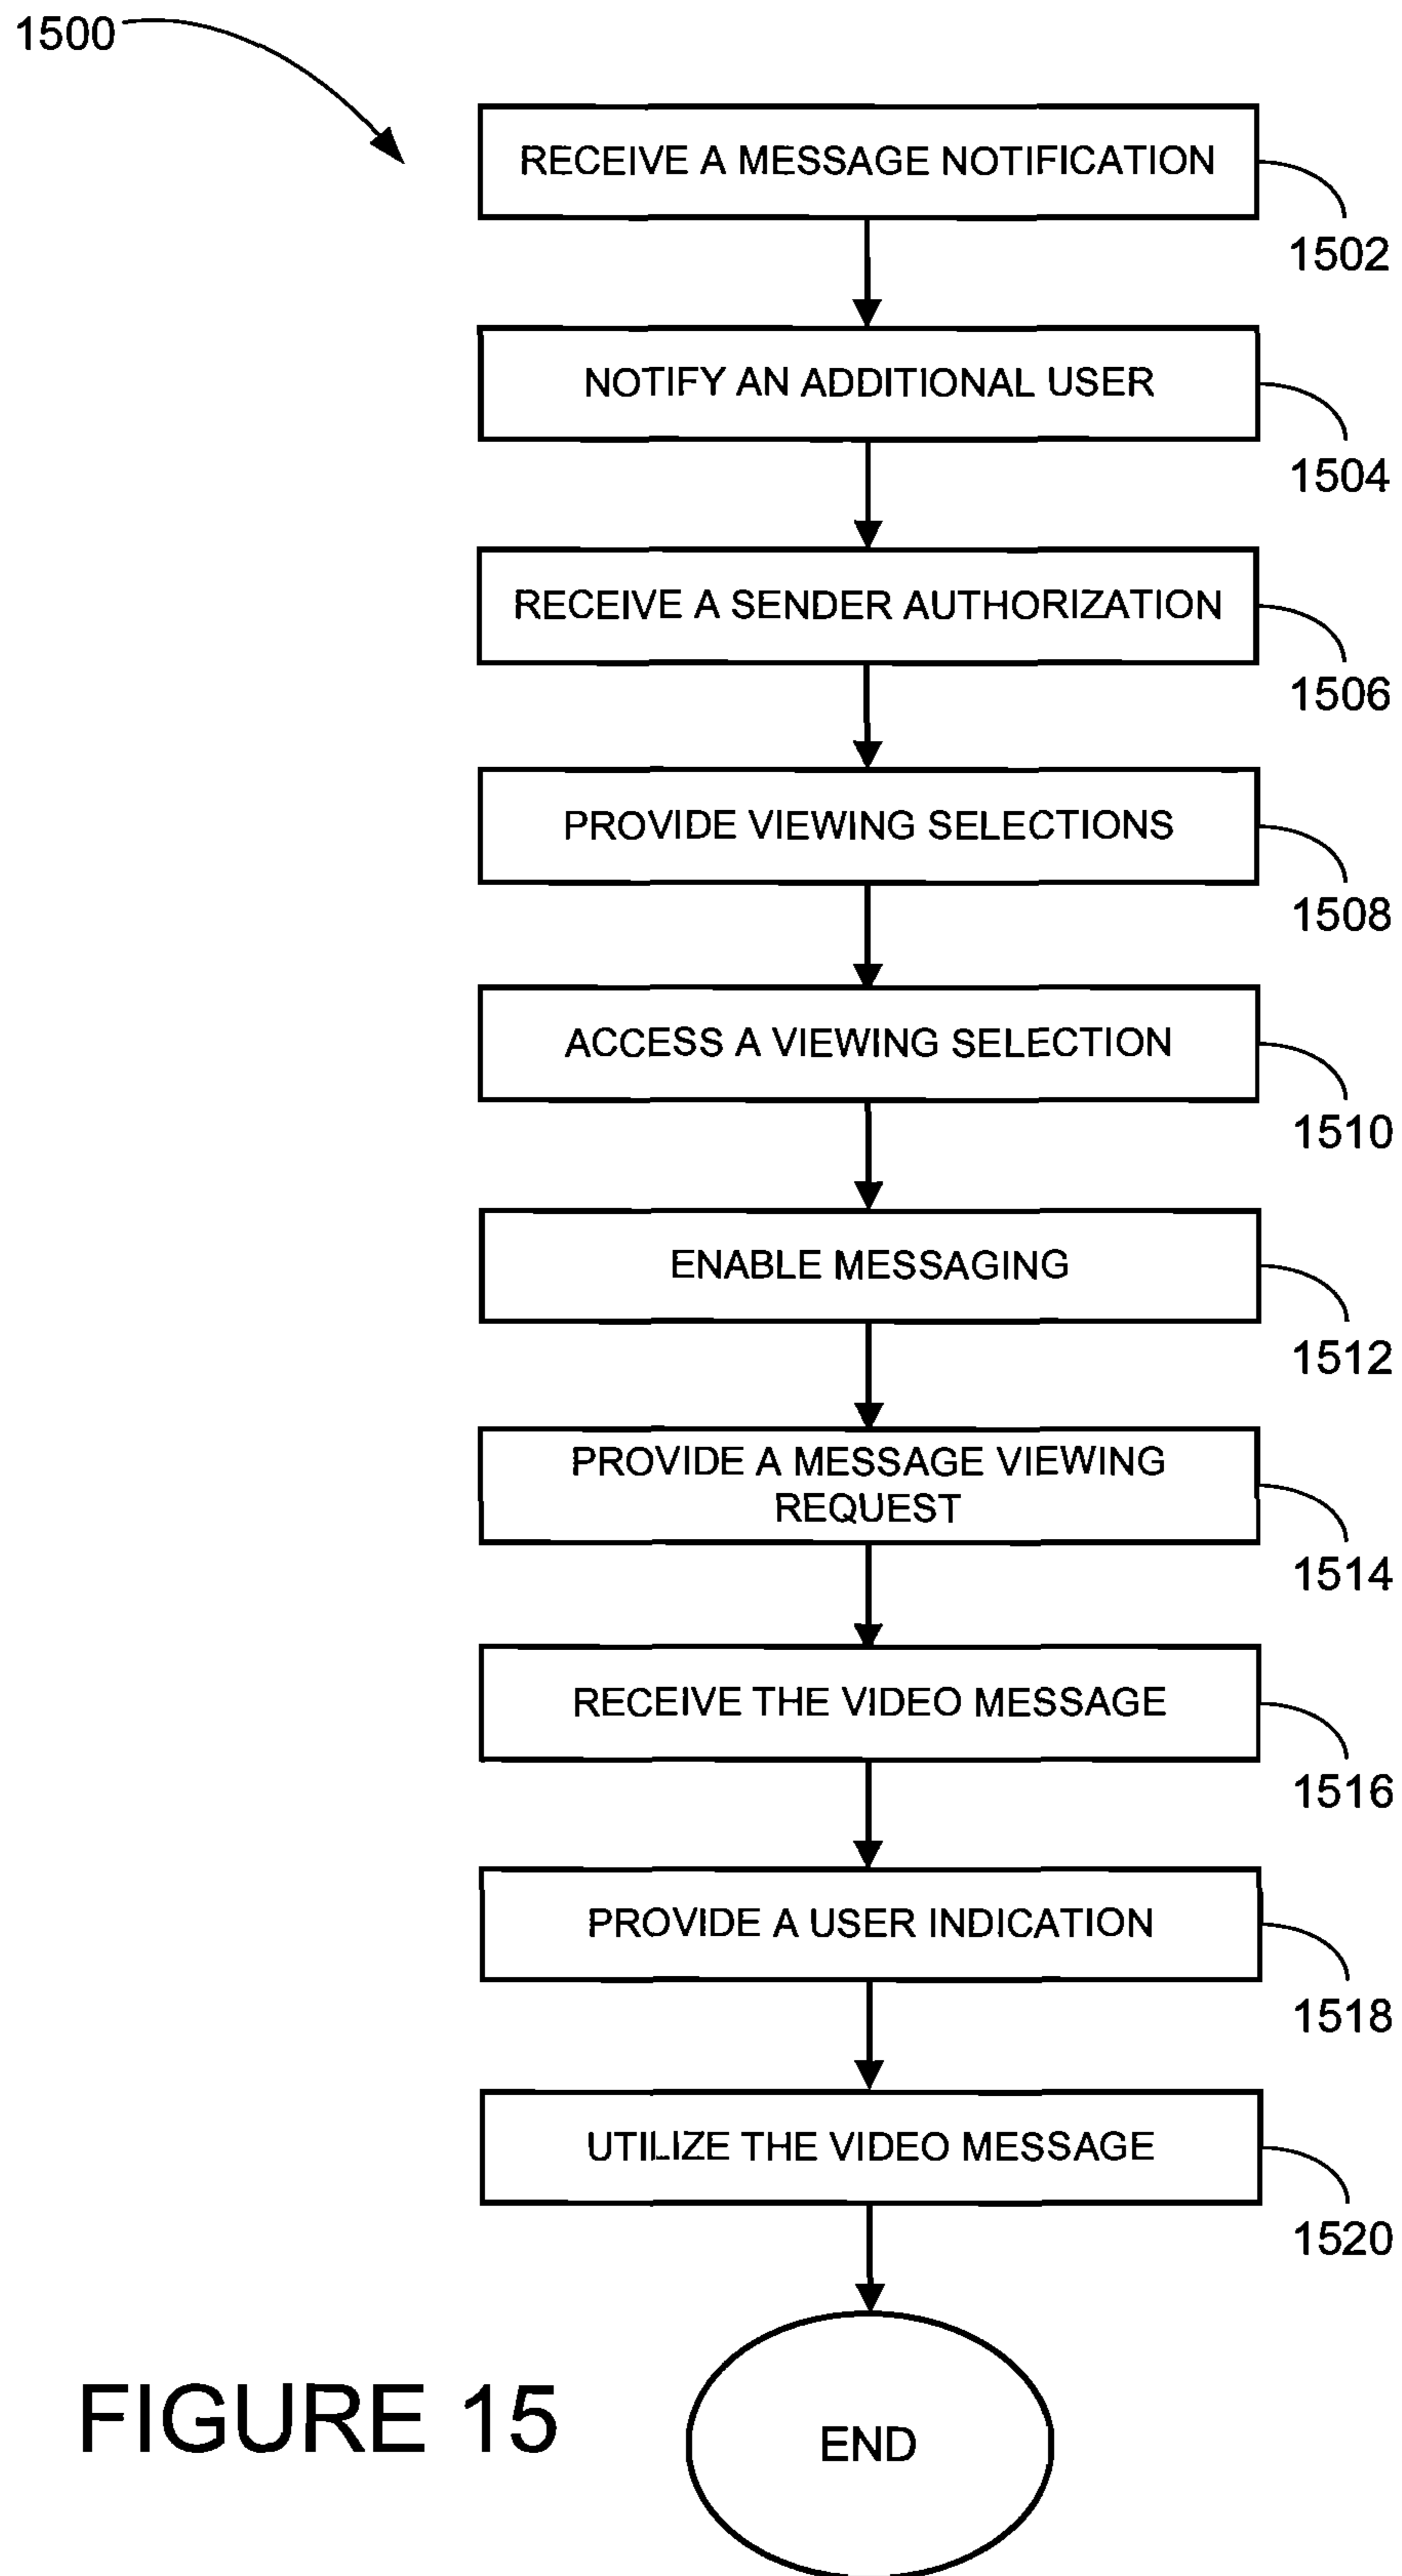 1500
RECEIVE A MESSAGE NOTIFICATION
1502
NOTIFY AN ADDITIONAL USER
1504
RECEIVE A SENDER AUTHORIZATION
1506
PROVIDE VIEWING SELECTIONS
1508
ACCESS A VIEWING SELECTION
1510
ENABLE MESSAGING
1512
PROVIDE A MESSAGE VIEWING
REQUEST
1514
RECEIVE THE VIDEO MESSAGE
1516
PROVIDE A USER INDICATION
1518
UTILIZE THE VIDEO MESSAGE
1520
FIGURE 15
END